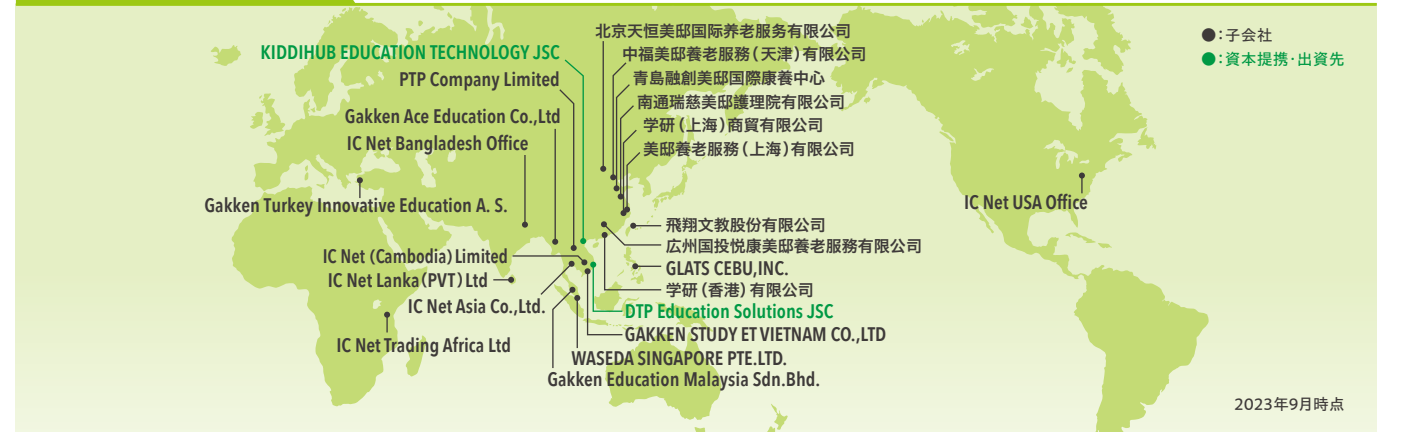 北京天恒美邸国际养老服务有限公司
KIDDIHUB EDUCATION TECHNOLOGY JSC
中福美邸養老服務（天津）有限公司
PTP Company Limited
青島融創美邸国際康養中心
南通瑞慈美邸護理院有限公司
Gakken Ace Education Co.,Ltd
学研（上海）商貿有限公司
IC Net Bangladesh Office
美邸養老服務（上海）有限公司
●：子会社
●：資本提携・出資先
Gakken Turkey Innovative Education A. S.
IC Net USA Office
飛翔文教股份有限公司
広州国投悦康美邸養老服務有限公司
IC Net (Cambodia) Limited
GLATS CEBU,INC.
IC Net Lanka（PVT）Ltd
学研（香港）有限公司
IC Net Asia Co.,Ltd.
DTP Education Solutions JSC
GAKKEN STUDY ET VIETNAM CO.,LTD
IC Net Trading Africa Ltd
WASEDA SINGAPORE PTE.LTD.
Gakken Education Malaysia Sdn.Bhd.
2023年9月時点